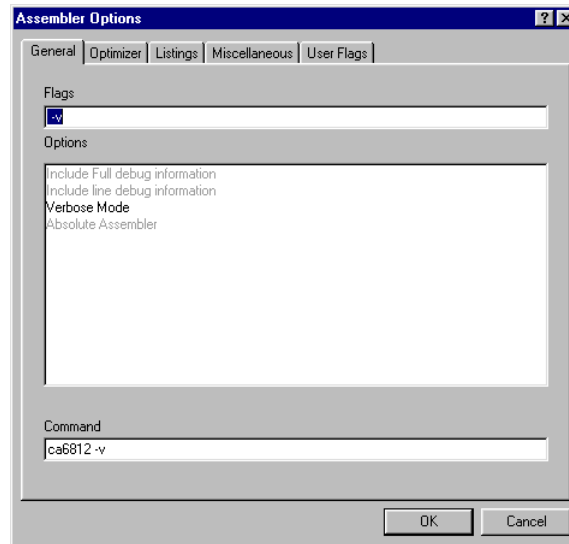 Assembler Options
General Optimizer Listings Miscellaneous User Flags
Flags
-v
Options
Include Full debug information
Include line debug information
Verbose Mode
Absolute Assembler
Command
ca6812 -v
OK Cancel